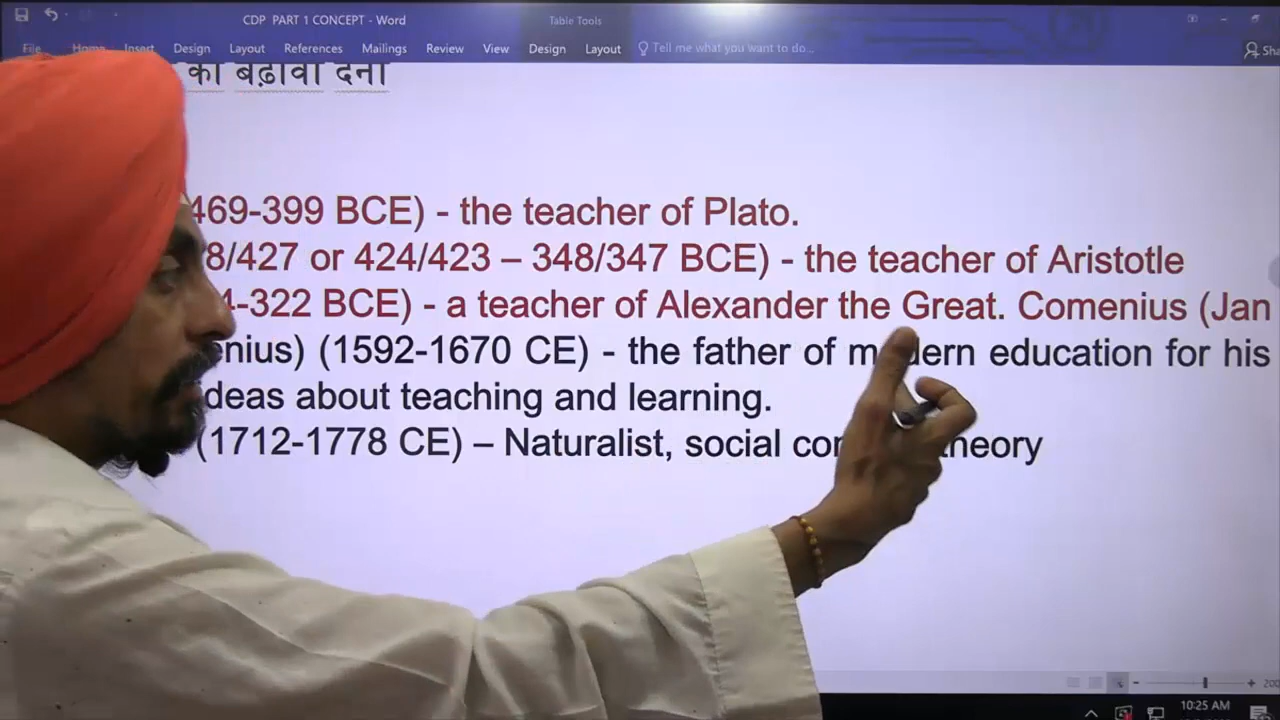 CDP PART 1 CONCEPT - Word
Table Tools
File Home Insert Design Layout References Mailings Review View Design Layout Tell me what you want to do...
को बढ़ावा देना
469-399 BCE) - the teacher of Plato.
8/427 or 424/423 – 348/347 BCE) - the teacher of Aristotle
4-322 BCE) - a teacher of Alexander the Great. Comenius (Jan
enius) (1592-1670 CE) - the father of modern education for his
deas about teaching and learning.
(1712-1778 CE) – Naturalist, social theory
10:25 AM